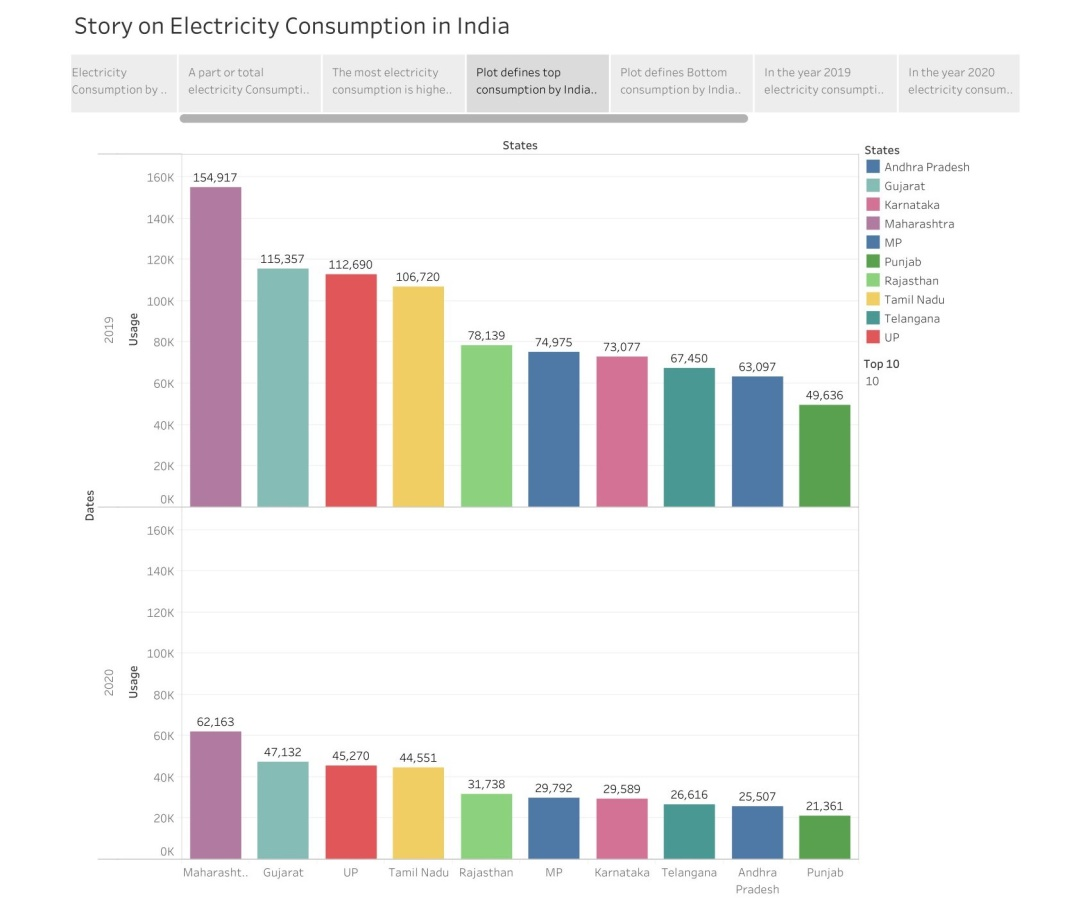 Story on Electricity Consumption in India
Electricity
Consumption by ..
A part or total
electricity Consumpti..
The most electricity
consumption is highe..
Plot defines top
consumption by India..
Plot defines Bottom
consumption by India..
In the year 2019
electricity consumpti..
In the year 2020
electricity consum..
States
Dates
2019
Usage
160K
140K
120K
100K
80K
60K
40K
20K
0K
154,917
115,357
112,690
106,720
78,139
74,975
73,077
67,450
63,097
49,636
2020
Usage
160K
140K
120K
100K
80K
60K
40K
20K
0K
62,163
47,132
45,270
44,551
31,738
29,792
29,589
26,616
25,507
21,361
Maharasht..
Gujarat
UP
Tamil Nadu
Rajasthan
MP
Karnataka
Telangana
Andhra
Pradesh
Punjab
States
Andhra Pradesh
Gujarat
Karnataka
Maharashtra
MP
Punjab
Rajasthan
Tamil Nadu
Telangana
UP
Top 10
10